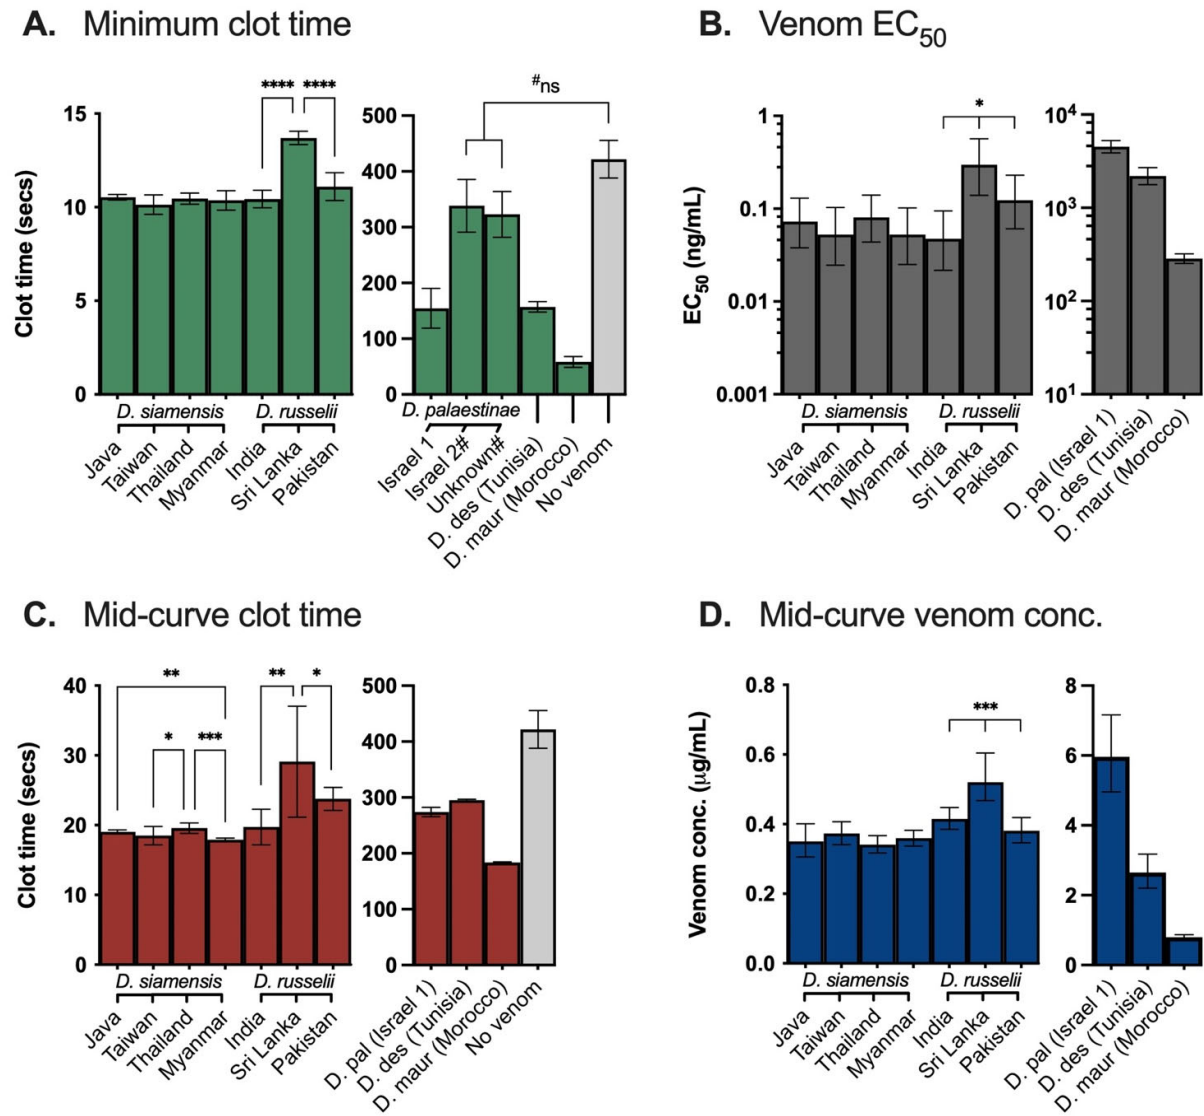 A. Minimum clot time
Clot time (secs)
15
10
5
0
**** ****
D. siamensis D. russelii
Java
Taiwan
Thailand
Myanmar
India
Sri Lanka
Pakistan
500
400
300
200
100
0
#ns
D. palaestinae
Israel 1
Israel 2#
Unknown#
D. des (Tunisia)
D. maur (Morocco)
No venom
B. Venom EC50
EC50 (ng/mL)
1
0.1
0.01
0.001
*
D. siamensis D. russelii
Java
Taiwan
Thailand
Myanmar
India
Sri Lanka
Pakistan
10^4
10^3
10^2
10^1
D. pal (Israel 1)
D. des (Tunisia)
D. maur (Morocco)
C. Mid-curve clot time
Clot time (secs)
40
30
20
10
0
**
* ***
** *
D. siamensis D. russelii
Java
Taiwan
Thailand
Myanmar
India
Sri Lanka
Pakistan
500
400
300
200
100
0
D. pal (Israel 1)
D. des (Tunisia)
D. maur (Morocco)
No venom
D. Mid-curve venom conc.
Venom conc. (µg/mL)
0.8
0.6
0.4
0.2
0.0
***
D. siamensis D. russelii
Java
Taiwan
Thailand
Myanmar
India
Sri Lanka
Pakistan
8
6
4
2
0
D. pal (Israel 1)
D. des (Tunisia)
D. maur (Morocco)